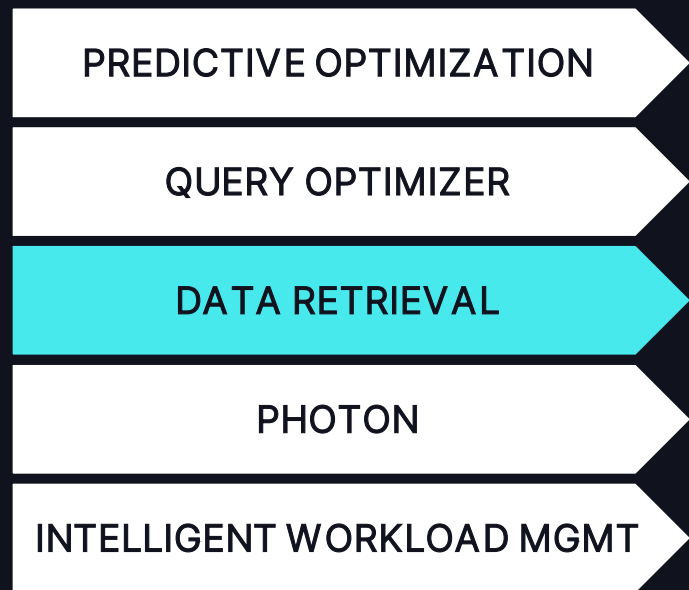 PREDICTIVE OPTIMIZATION
QUERY OPTIMIZER
DATA RETRIEVAL
PHOTON
INTELLIGENT WORKLOAD MGMT